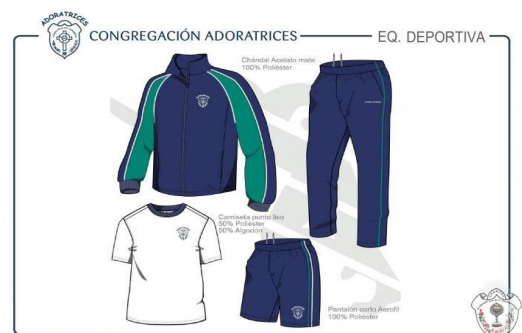 ADORATRICES
CONGREGACIÓN ADORATRICES
EQ. DEPORTIVA
Chándal Acetato mate
100% Poliéster
Camiseta punto liso
50% Poliéster
50% Algodón
Pantalón corto Aerofil
100% Poliéster